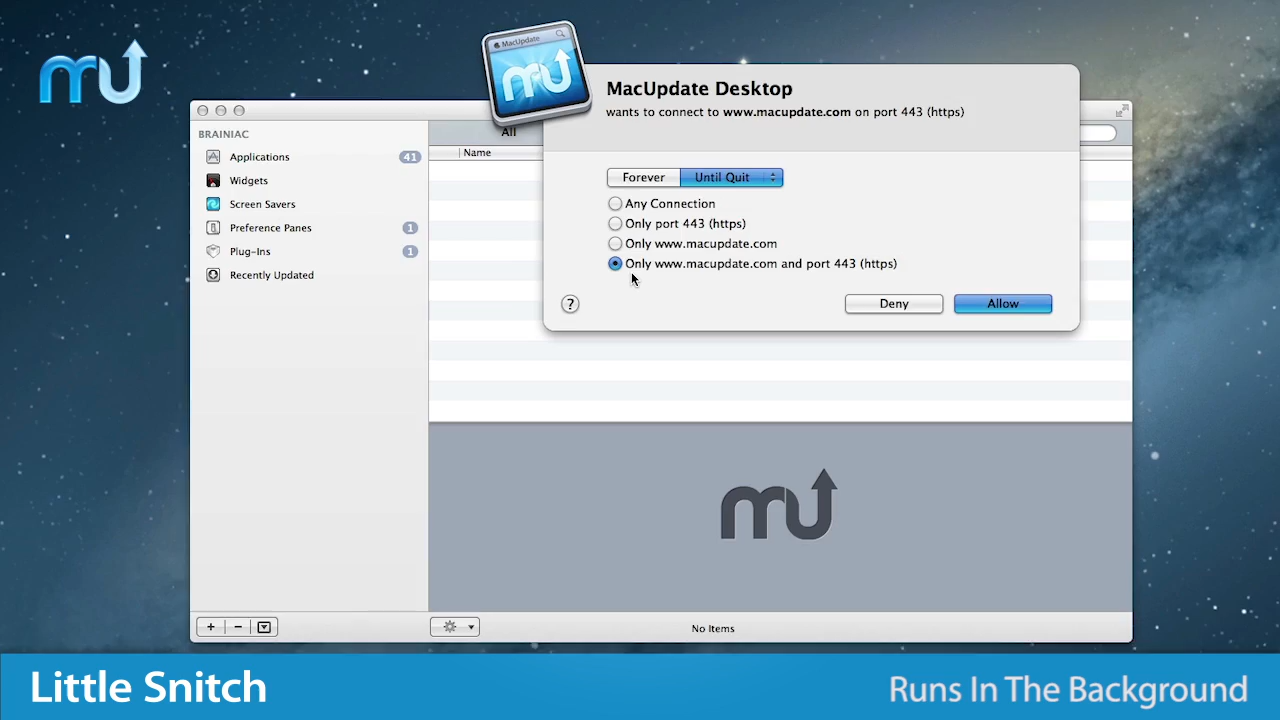 mu
MacUpdate
MacUpdate Desktop
wants to connect to www.macupdate.com on port 443 (https)
BRAINIAC
All
Applications 41
Name
Widgets
Forever Until Quit
Screen Savers
Any Connection
Preference Panes 1
Only port 443 (https)
Plug-Ins 1
Only www.macupdate.com
Recently Updated
Only www.macupdate.com and port 443 (https)
? Deny Allow
mu
+ −
No Items
Little Snitch
Runs In The Background